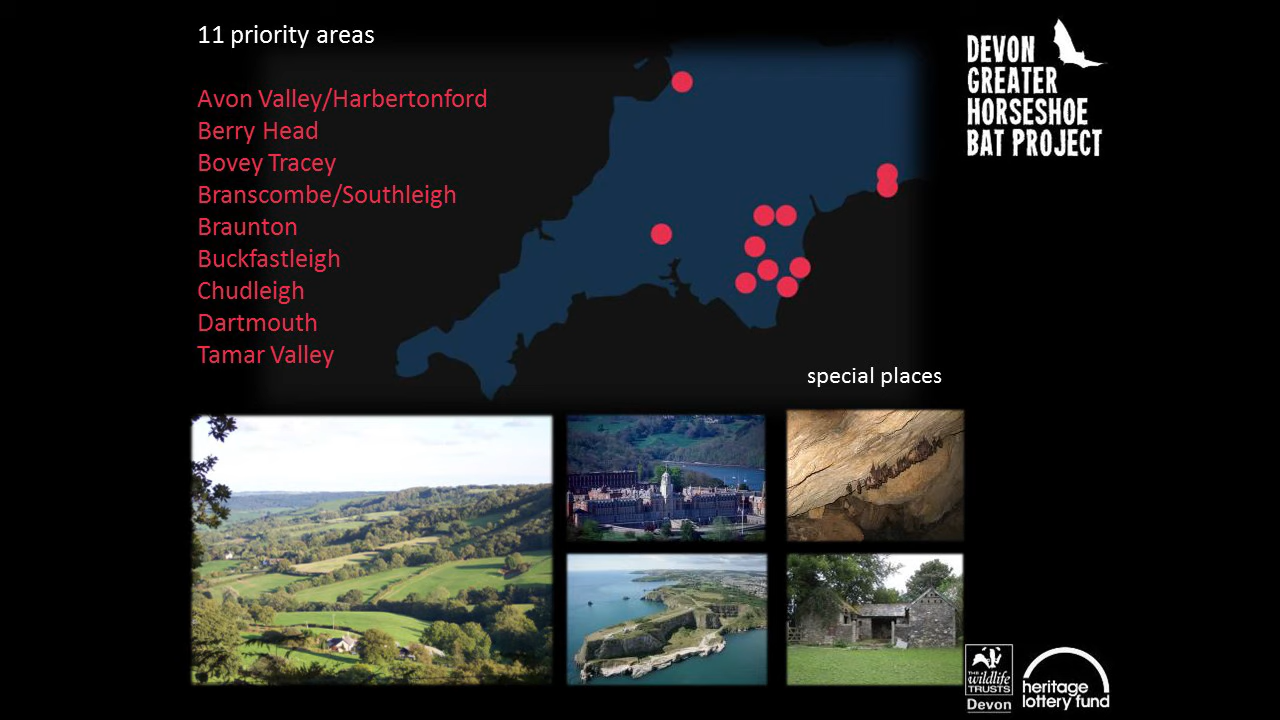 11 priority areas
Avon Valley/Harbertonford
Berry Head
Bovey Tracey
Branscombe/Southleigh
Braunton
Buckfastleigh
Chudleigh
Dartmouth
Tamar Valley
DEVON
GREATER
HORSESHOE
BAT PROJECT
special places
THE
wildlife
TRUSTS
Devon
heritage
lottery fund